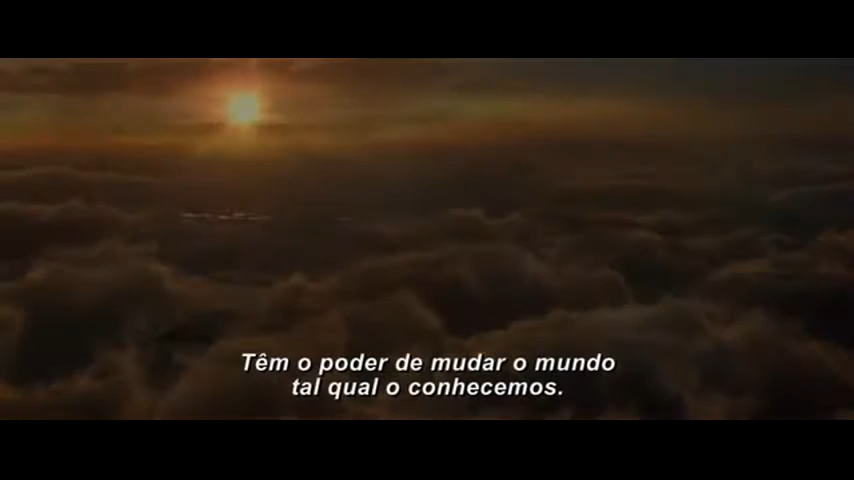 Têm o poder de mudar o mundo
tal qual o conhecemos.